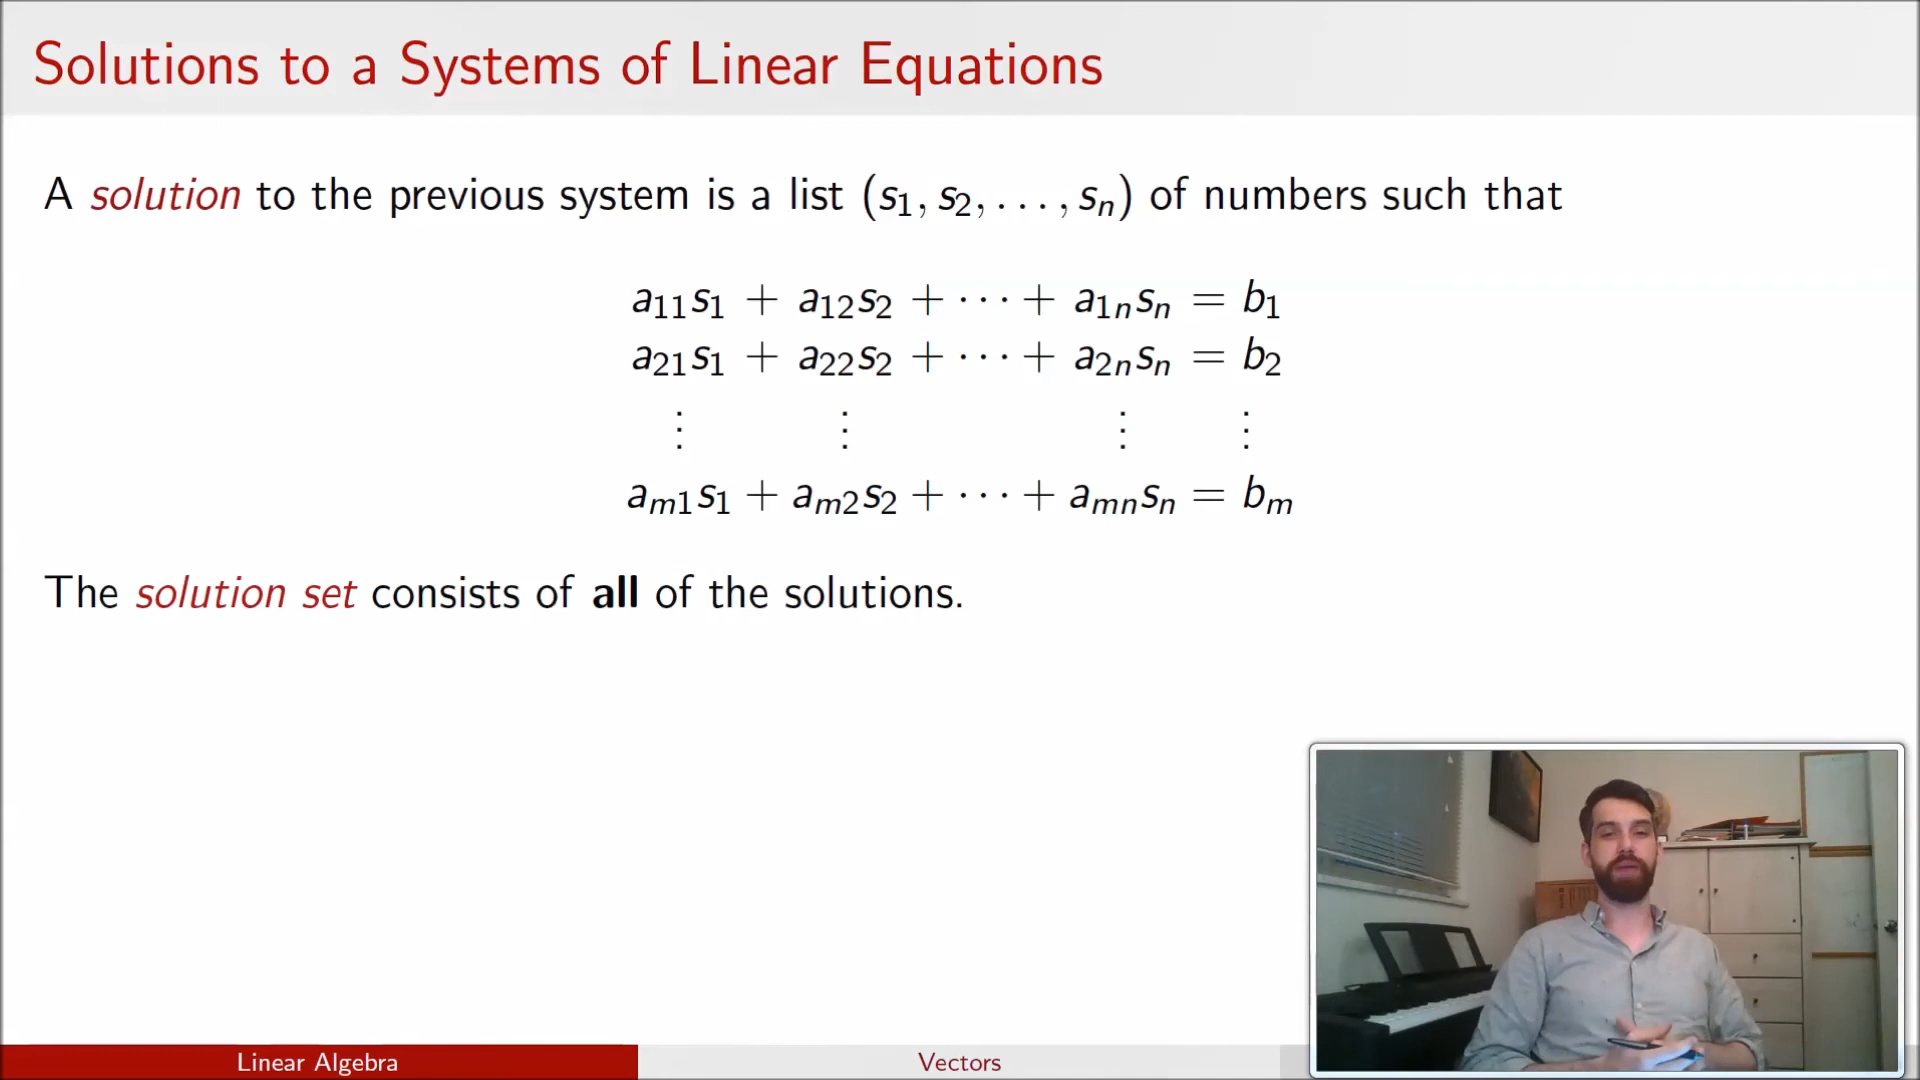 Solutions to a Systems of Linear Equations
A solution to the previous system is a list (s₁, s₂, . . . , sₙ) of numbers such that
a₁₁s₁ + a₁₂s₂ + · · · + a₁ₙsₙ = b₁
a₂₁s₁ + a₂₂s₂ + · · · + a₂ₙsₙ = b₂
⋮ ⋮ ⋮ ⋮
aₘ₁s₁ + aₘ₂s₂ + · · · + aₘₙsₙ = bₘ
The solution set consists of all of the solutions.
Linear Algebra
Vectors